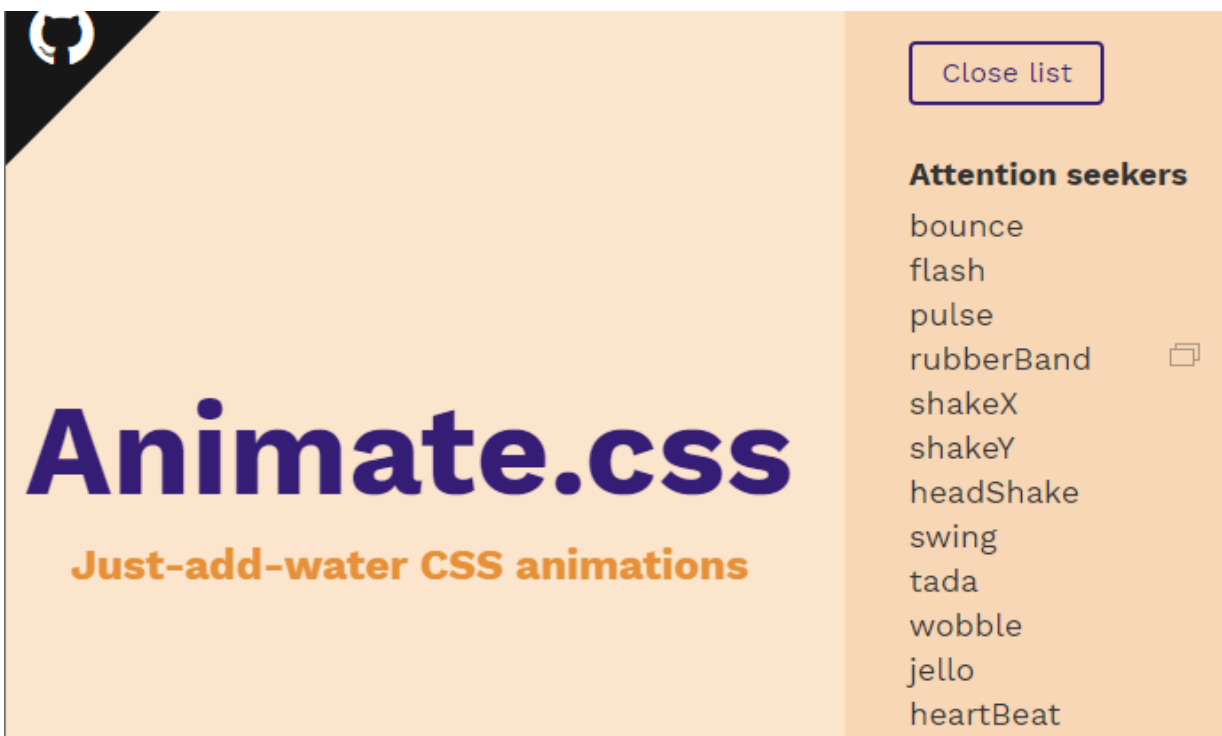 Close list
Attention seekers
bounce
flash
pulse
rubberBand
shakeX
shakeY
headShake
swing
tada
wobble
jello
heartBeat
Animate.css
Just-add-water CSS animations